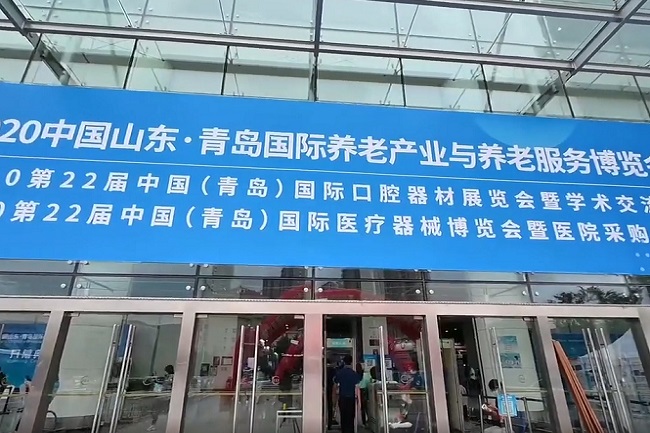 020中国山东·青岛国际养老产业与养老服务博览会
0第22届中国（青岛）国际口腔器材展览会暨学术交流
0第22届中国（青岛）国际医疗器械博览会暨医院采购